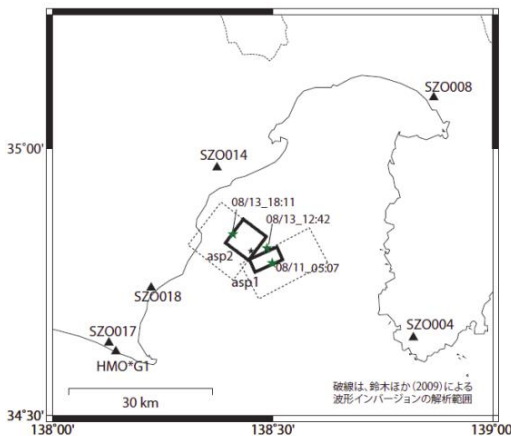 SZO008
35°00'
SZO014
08/13_18:11
08/13_12:42
asp2
08/11_05:07
asp1
SZO018
SZO017
SZO004
HMO*G1
破線は、鈴木ほか(2009)による
波形インバージョンの解析範囲
30 km
34°30'
138°00'
138°30'
139°00'